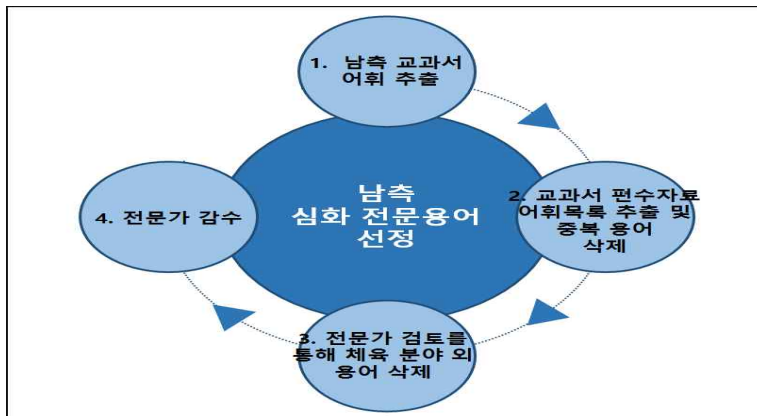 1. 남측 교과서
어휘 추출
남측
심화 전문용어
선정
2. 교과서 편수자료
어휘목록 추출 및
중복 용어
삭제
3. 전문가 검토를
통해 체육 분야 외
용어 삭제
4. 전문가 감수